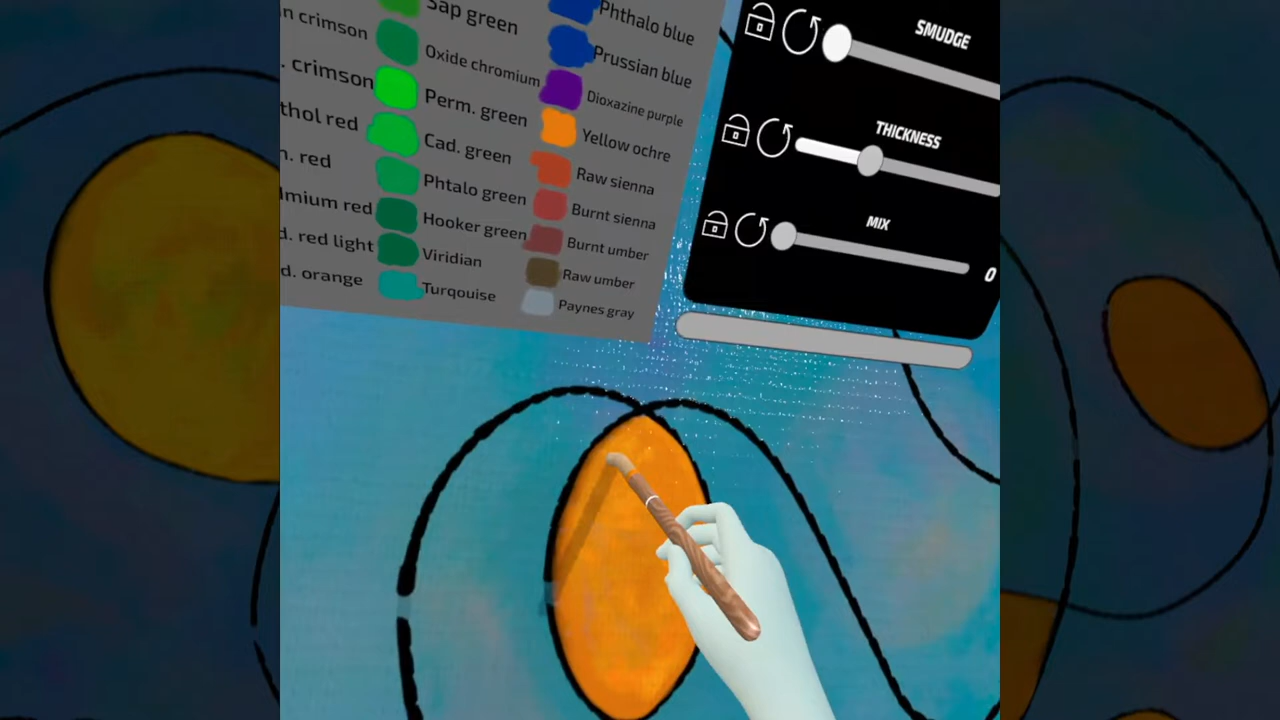 Sap green
Phthalo blue
crimson
Oxide chromium
Prussian blue
. crimson
Perm. green
Dioxazine purple
thol red
Cad. green
Yellow ochre
. red
Phtalo green
Raw sienna
mium red
Hooker green
Burnt sienna
d. red light
Viridian
Burnt umber
d. orange
Turqouise
Raw umber
Paynes gray
SMUDGE
THICKNESS
MIX
0